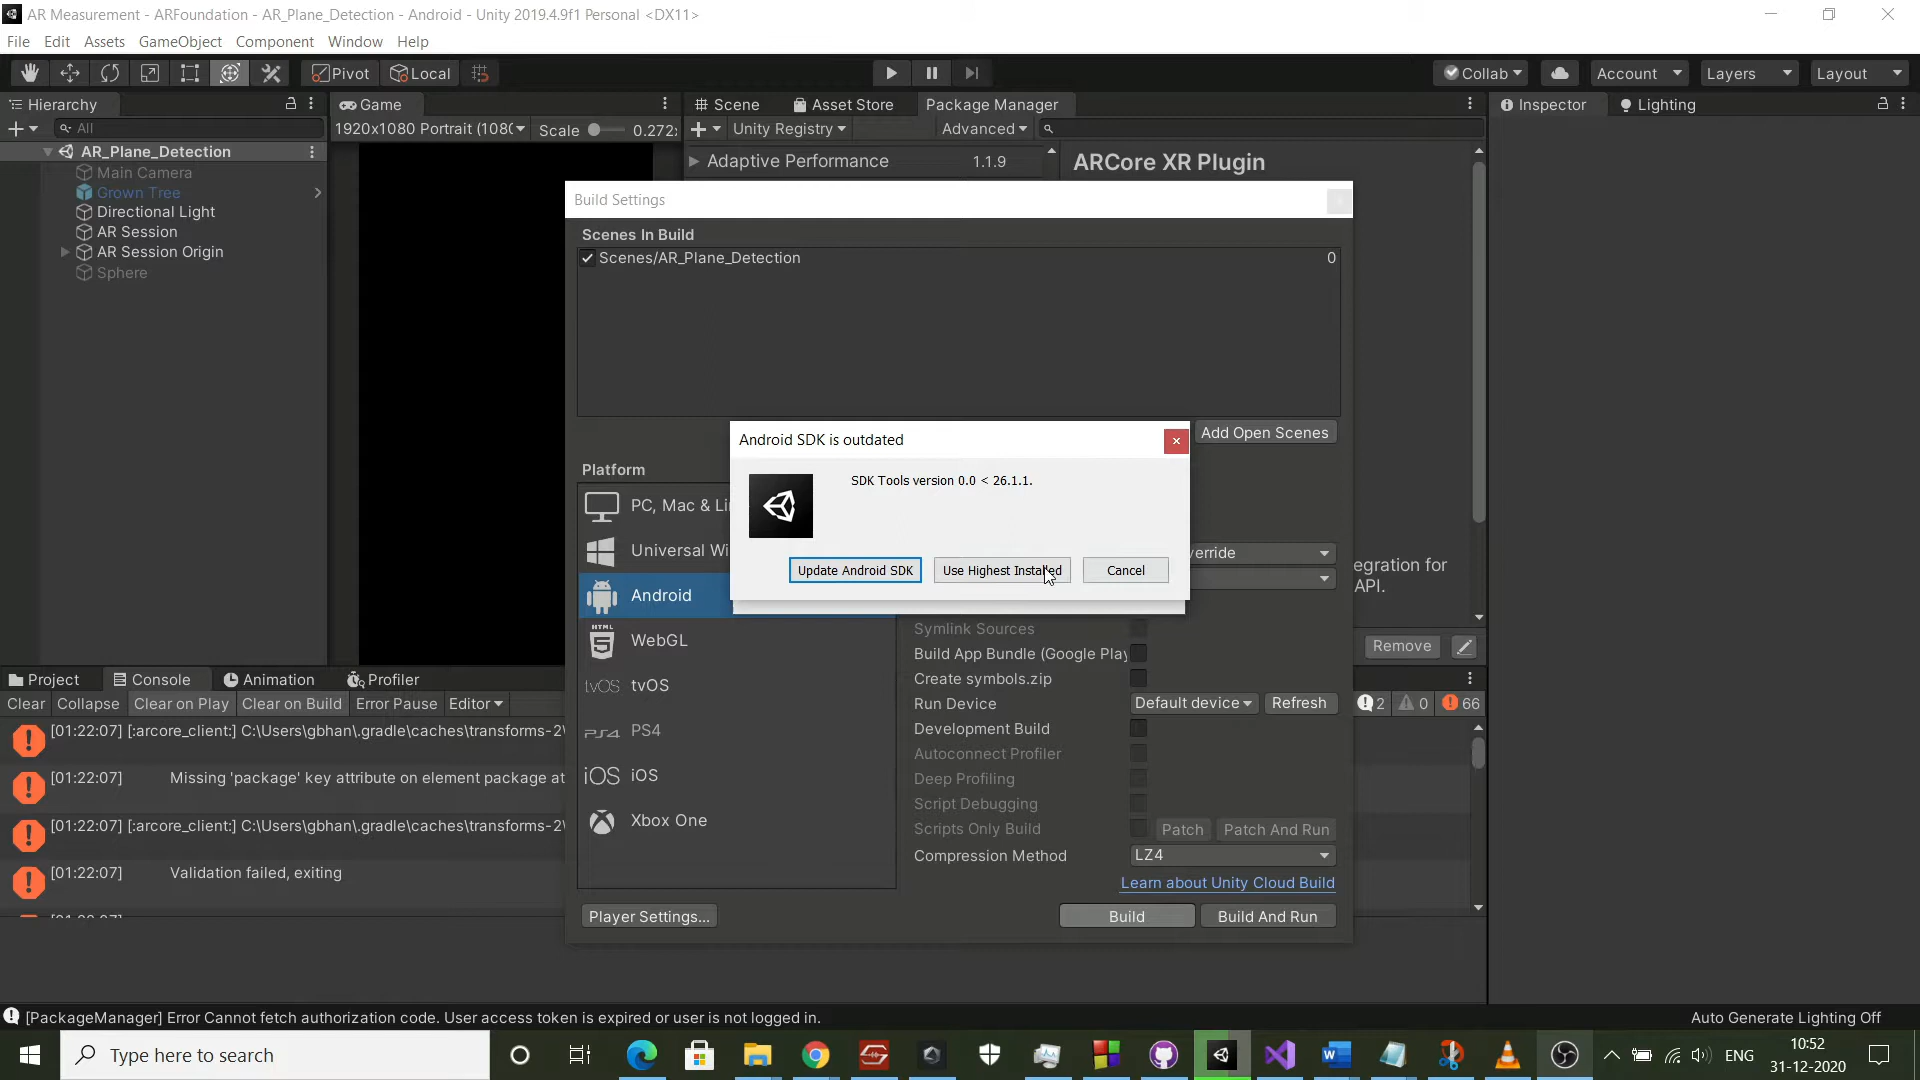 AR Measurement - ARFoundation - AR_Plane_Detection - Android - Unity 2019.4.9f1 Personal <DX11>
File Edit Assets GameObject Component Window Help
Pivot Local Collab Account Layers Layout
Hierarchy Game Scene Asset Store Package Manager Inspector Lighting
All 1920x1080 Portrait (108( Scale 0.272 Unity Registry Advanced
AR_Plane_Detection
Main Camera
Grown Tree
Directional Light
AR Session
AR Session Origin
Sphere
Adaptive Performance 1.1.9
ARCore XR Plugin
Build Settings
Scenes In Build
Scenes/AR_Plane_Detection 0
Add Open Scenes
Android SDK is outdated
SDK Tools version 0.0 < 26.1.1.
Update Android SDK Use Highest Installed Cancel
Platform
PC, Mac & Li
Universal Wi
Android
WebGL
tvOS tvOS
PS4
iOS iOS
Xbox One
verride
egration for
API.
Remove
Symlink Sources
Build App Bundle (Google Play
Create symbols.zip
Run Device Default device Refresh
Development Build
Autoconnect Profiler
Deep Profiling
Script Debugging
Scripts Only Build Patch Patch And Run
Compression Method LZ4
Learn about Unity Cloud Build
Player Settings... Build Build And Run
Project Console Animation Profiler
Clear Collapse Clear on Play Clear on Build Error Pause Editor 2 0 66
[01:22:07] [:arcore_client:] C:\Users\gbhan\.gradle\caches\transforms-2\
[01:22:07] Missing 'package' key attribute on element package at
[01:22:07] [:arcore_client:] C:\Users\gbhan\.gradle\caches\transforms-2\
[01:22:07] Validation failed, exiting
[PackageManager] Error Cannot fetch authorization code. User access token is expired or user is not logged in.
Auto Generate Lighting Off
Type here to search
ENG
10:52
31-12-2020